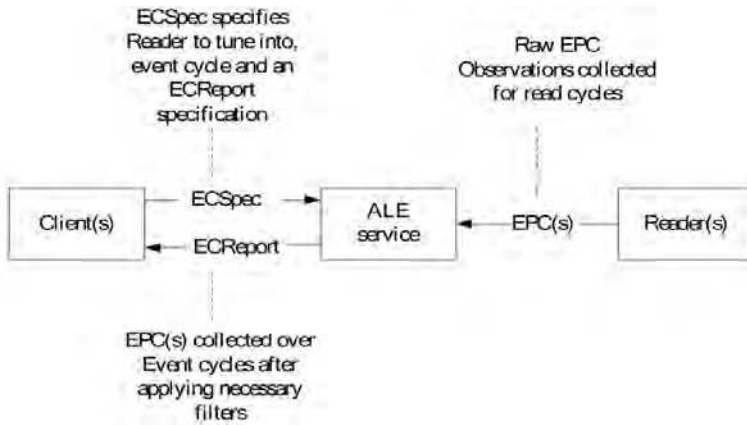 ECSpec specifies
Reader to tune into,
event cycle and an
ECReport
specification
Raw EPC
Observations collected
for read cycles
Client(s)
ECSpec
ECReport
ALE
service
EPC(s)
Reader(s)
EPC(s) collected over
Event cycles after
applying necessary
filters